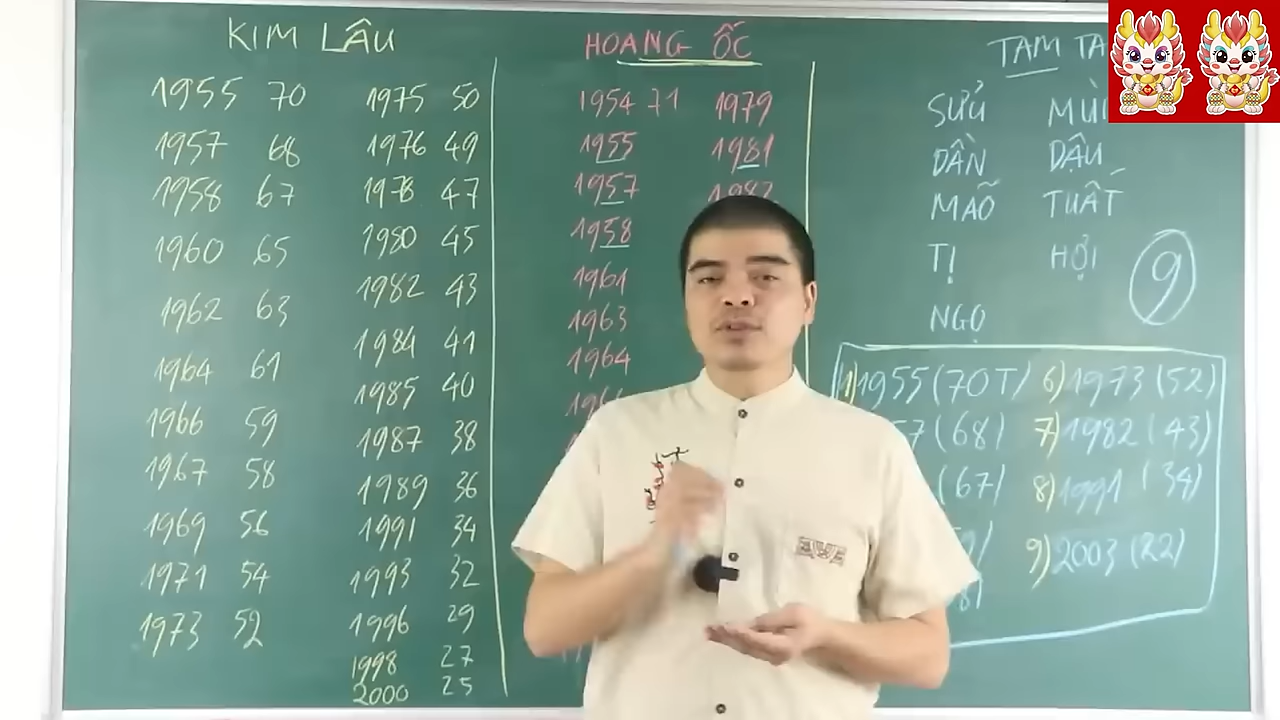 KIM LÂU
1955 70
1957 68
1958 67
1960 65
1962 63
1964 61
1966 59
1967 58
1969 56
1971 54
1973 52
1975 50
1976 49
1978 47
1980 45
1982 43
1984 41
1985 40
1987 38
1989 36
1991 34
1993 32
1996 29
1998 27
2000 25
HOANG ỐC
1954 71
1955
1957
1958
1961
1963
1964
1979
1981
1982
TAM TA
SỬU
DẦN
MÃO
TỊ
NGỌ
MÙI
DẬU
TUẤT
HỢI
9
1) 1955 (70T)
57 (68)
(67)
6) 1973 (52)
7) 1982 (43)
8) 1991 (34)
9) 2003 (22)